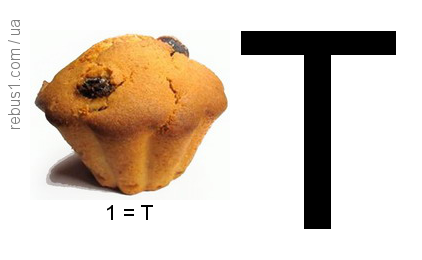 rebus1.com/ua
T
1 = T